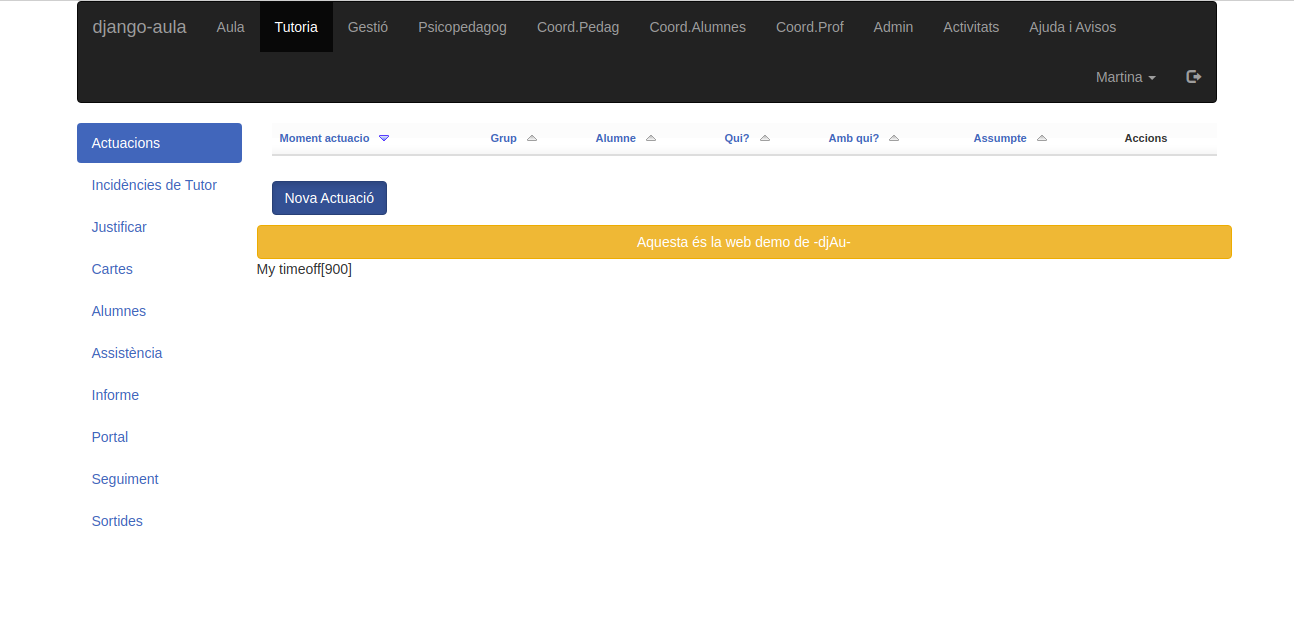 django-aula Aula Tutoria Gestió Psicopedagog Coord.Pedag Coord.Alumnes Coord.Prof Admin Activitats Ajuda i Avisos
Martina
Actuacions
Incidències de Tutor
Justificar
Cartes
Alumnes
Assistència
Informe
Portal
Seguiment
Sortides
Moment actuacio Grup Alumne Qui? Amb qui? Assumpte Accions
Nova Actuació
Aquesta és la web demo de -djAu-
My timeoff[900]